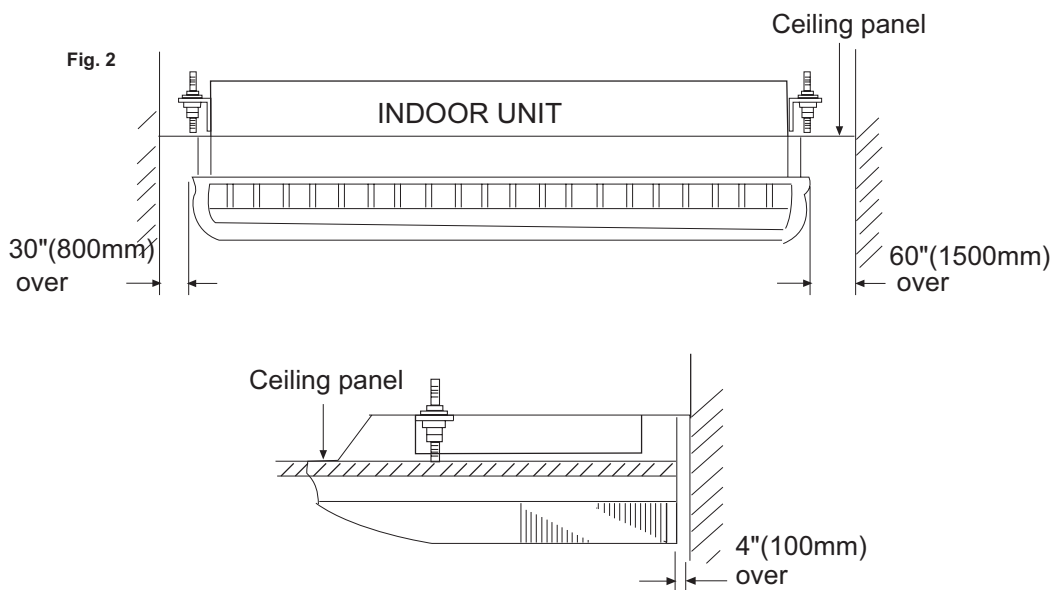 Ceiling panel
Fig. 2
INDOOR UNIT
30"(800mm)
over
60"(1500mm)
over
Ceiling panel
4"(100mm)
over